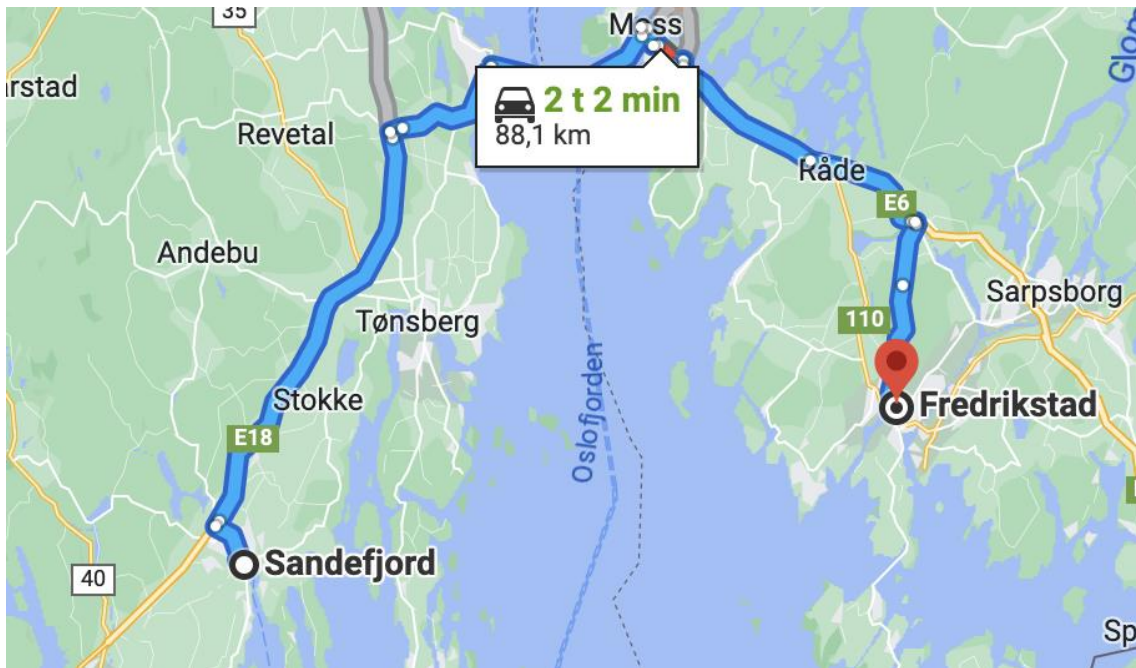 35
Moss
arstad
2 t 2 min
88,1 km
Revetal
Råde
E6
Andebu
Sarpsborg
110
Tønsberg
Oslofjorden
Stokke
Fredrikstad
E18
Sandefjord
40
Sp